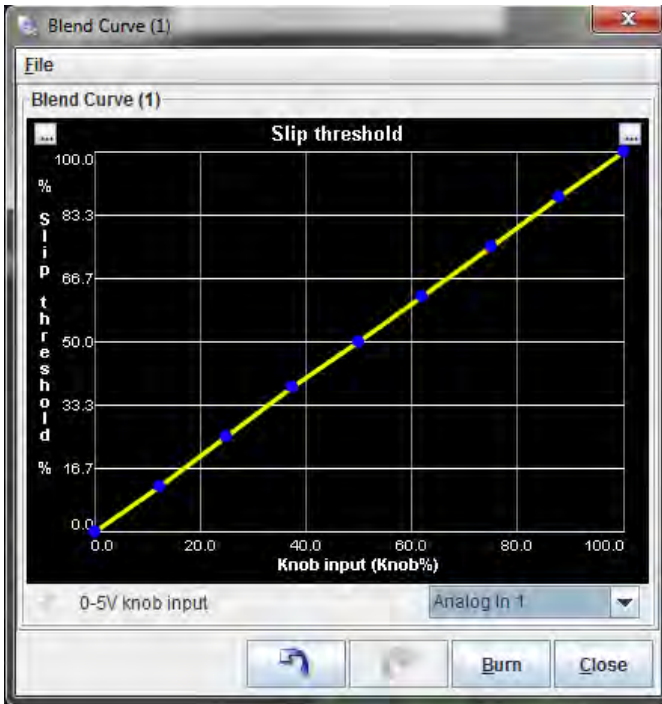 Blend Curve (1)
File
Blend Curve (1)
...
Slip threshold
...
% Slip threshold %
100.0
83.3
66.7
50.0
33.3
16.7
0.0
0.0 20.0 40.0 60.0 80.0 100.0
Knob input (Knob%)
0-5V knob input
Analog In 1
Burn
Close